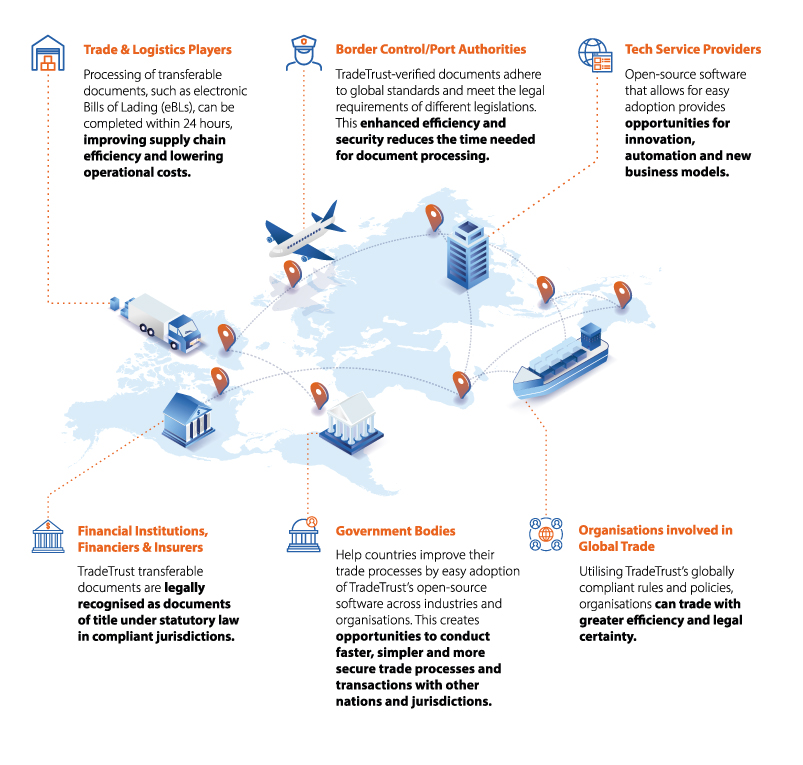 Trade & Logistics Players
Processing of transferable
documents, such as electronic
Bills of Lading (eBLs), can be
completed within 24 hours,
improving supply chain
efficiency and lowering
operational costs.
Border Control/Port Authorities
TradeTrust-verified documents adhere
to global standards and meet the legal
requirements of different legislations.
This enhanced efficiency and
security reduces the time needed
for document processing.
Tech Service Providers
Open-source software
that allows for easy
adoption provides
opportunities for
innovation,
automation and new
business models.
Financial Institutions,
Financiers & Insurers
TradeTrust transferable
documents are legally
recognised as documents
of title under statutory law
in compliant jurisdictions.
Government Bodies
Help countries improve their
trade processes by easy adoption
of TradeTrust's open-source
software across industries and
organisations. This creates
opportunities to conduct
faster, simpler and more
secure trade processes and
transactions with other
nations and jurisdictions.
Organisations involved in
Global Trade
Utilising TradeTrust's globally
compliant rules and policies,
organisations can trade with
greater efficiency and legal
certainty.